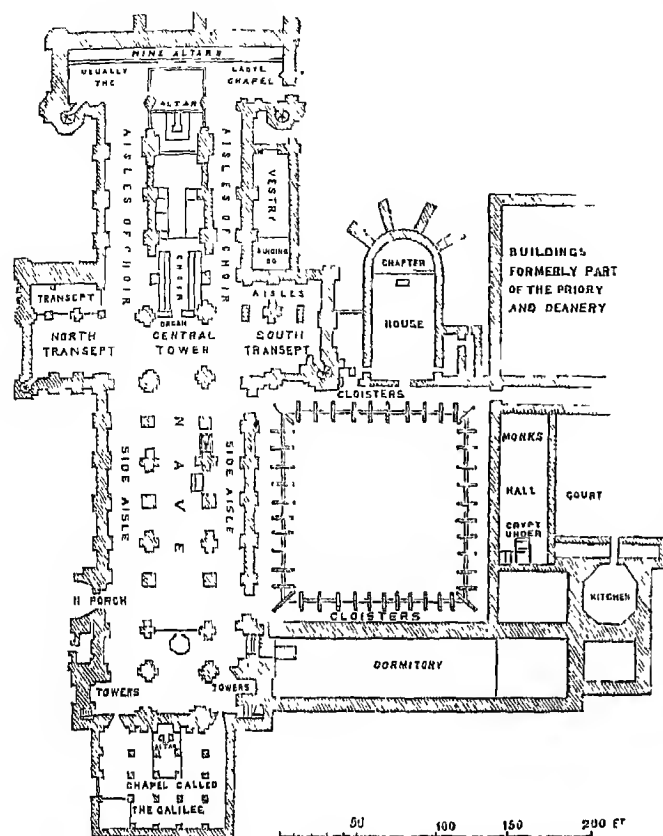 NINE ALTARS
USUALLY THE
LADYE CHAPEL
ALTAR
AISLES OF CHOIR
AISLES OF CHOIR
VESTRY
CHOIR
TRANSEPT
NORTH TRANSEPT
ORGAN
CENTRAL TOWER
AISLES
SOUTH TRANSEPT
CHAPTER
HOUSE
BUILDINGS
FORMERLY PART
OF THE PRIORY
AND DEANERY
CLOISTERS
NAVE
SIDE AISLE
SIDE AISLE
MONKS
HALL
CRYPT
UNDER
COURT
KITCHEN
N PORCH
CLOISTERS
DORMITORY
TOWERS
TOWERS
ALTAR
CHAPEL CALLED
THE GALILEE
50 100 150 200 FT